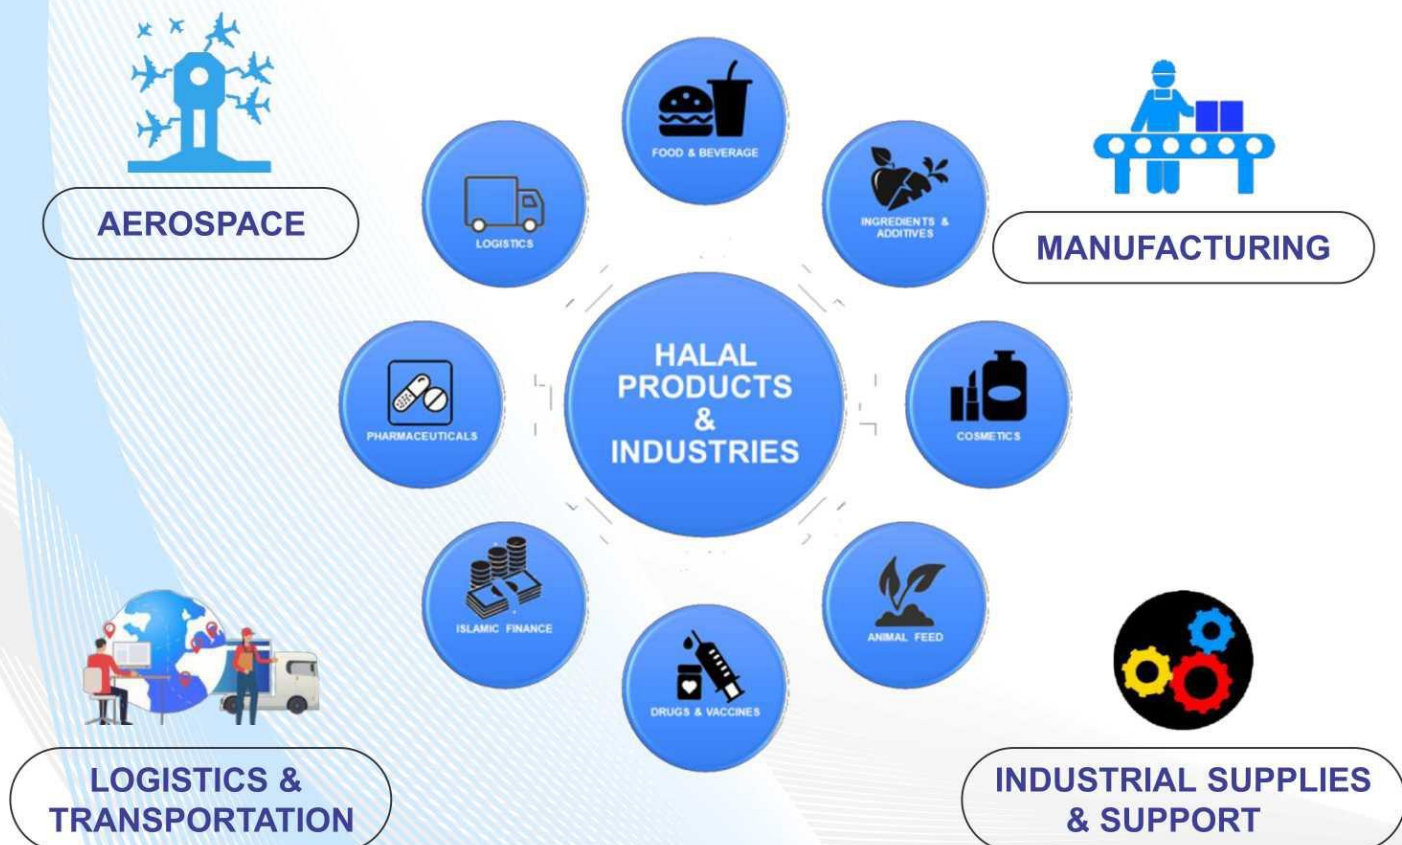 AEROSPACE
FOOD & BEVERAGE
LOGISTICS
INGREDIENTS &
ADDITIVES
MANUFACTURING
HALAL
PRODUCTS
&
INDUSTRIES
PHARMACEUTICALS
COSMETICS
ISLAMIC FINANCE
ANIMAL FEED
DRUGS & VACCINES
LOGISTICS &
TRANSPORTATION
INDUSTRIAL SUPPLIES
& SUPPORT